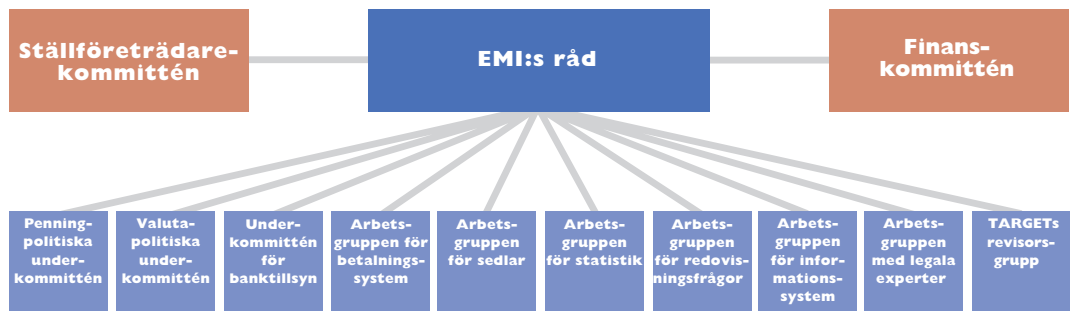 Ställföreträdare-
kommittén
EMI:s råd
Finans-
kommittén
Penning-
politiska
under-
kommittén
Valuta-
politiska
under-
kommittén
Under-
kommittén
för
banktillsyn
Arbets-
gruppen för
betalnings-
system
Arbets-
gruppen
för sedlar
Arbets-
gruppen
för statistik
Arbets-
gruppen
för redovis-
ningsfrågor
Arbets-
gruppen
för infor-
mations-
system
Arbets-
gruppen
med legala
experter
TARGETs
revisors-
grupp